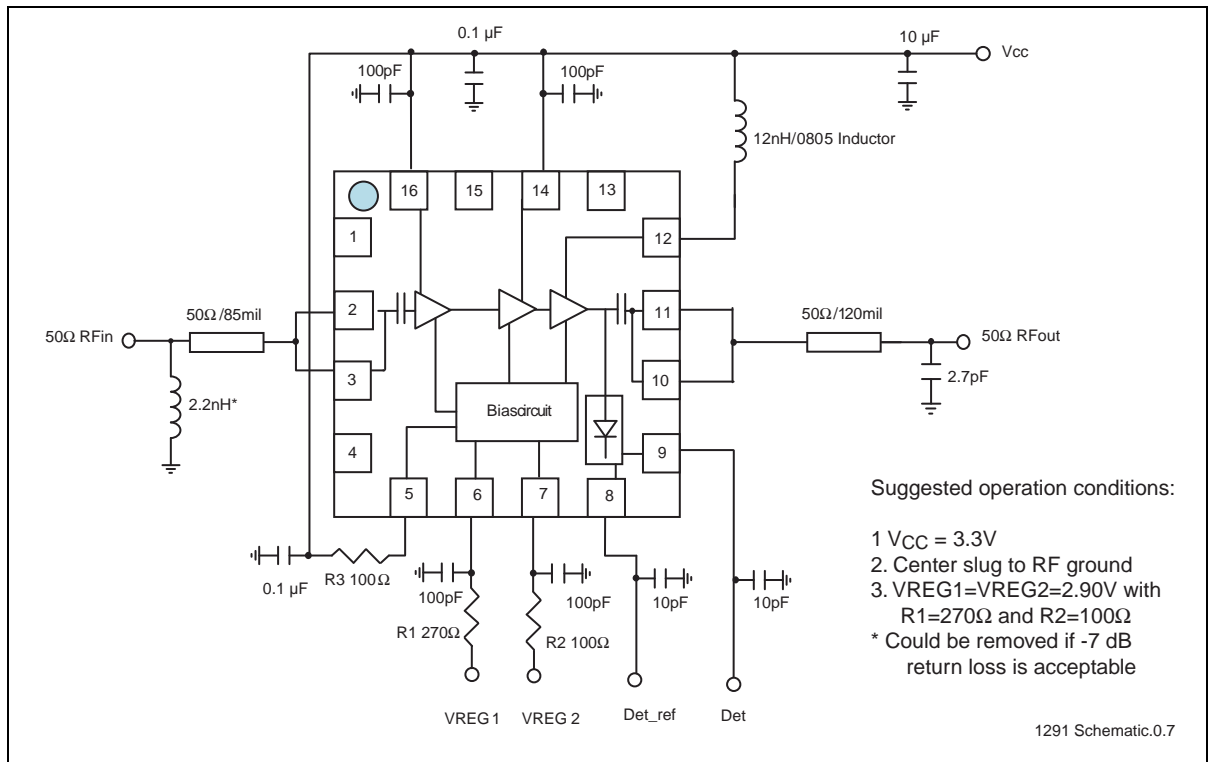 0.1 µF
10 µF
Vcc
100pF
100pF
12nH/0805 Inductor
16
15
14
13
1
12
2
11
50Ω/85mil
50Ω/120mil
50Ω RFin
50Ω RFout
3
10
2.7pF
2.2nH*
Biascircuit
4
9
5
6
7
8
Suggested operation conditions:
1 VCC = 3.3V
2. Center slug to RF ground
3. VREG1=VREG2=2.90V with
R1=270Ω and R2=100Ω
* Could be removed if -7 dB
return loss is acceptable
0.1 µF
R3 100Ω
100pF
100pF
10pF
10pF
R1 270Ω
R2 100Ω
VREG 1
VREG 2
Det_ref
Det
1291 Schematic.0.7